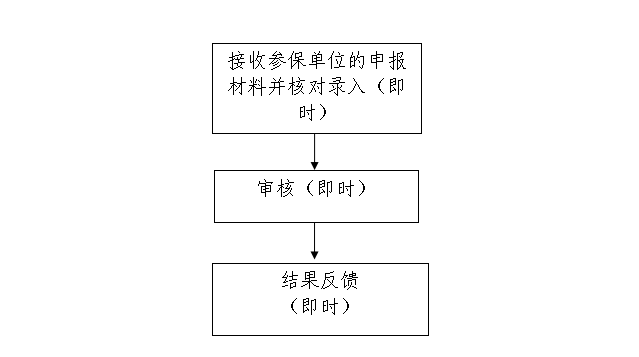 接收参保单位的申报
材料并核对录入（即
时）
审核（即时）
结果反馈
（即时）